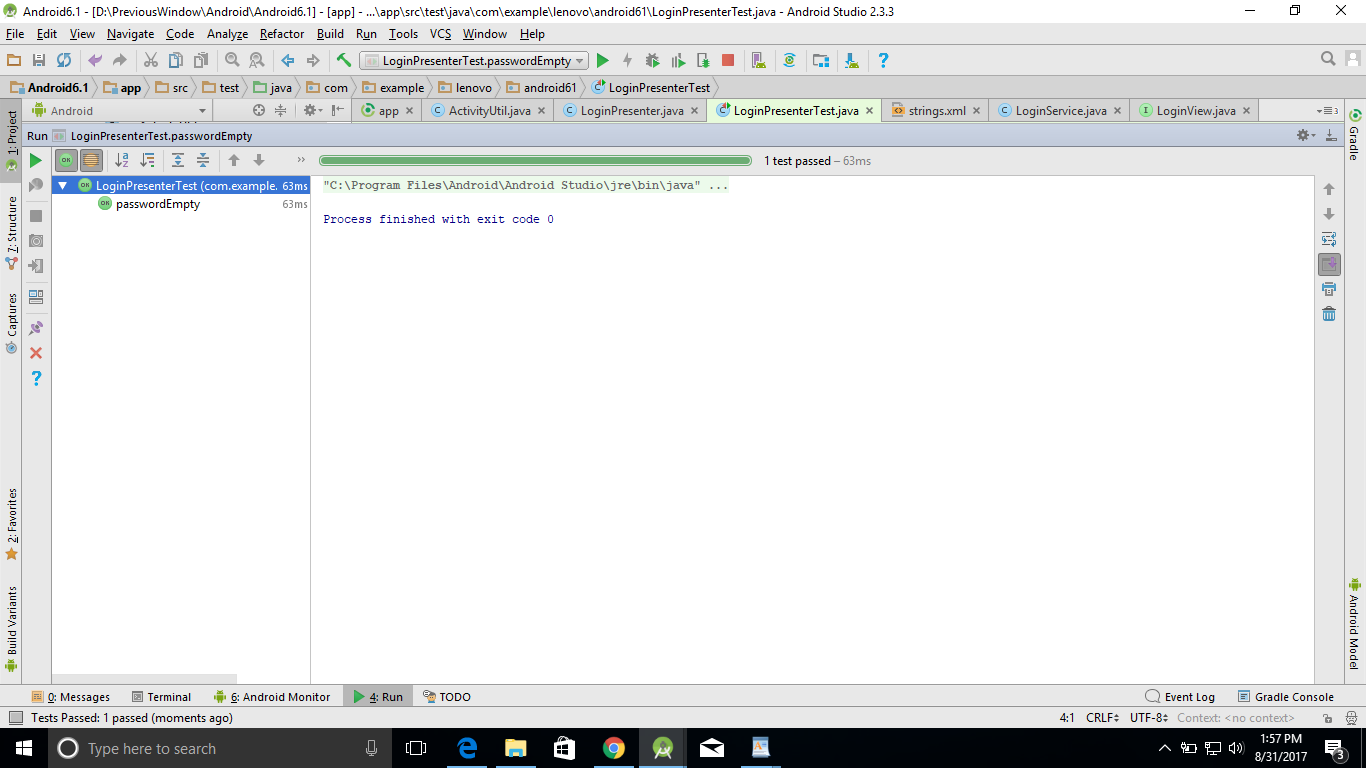 Android6.1 - [D:\PreviousWindow\Android\Android6.1] - [app] - ...\app\src\test\java\com\example\lenovo\android61\LoginPresenterTest.java - Android Studio 2.3.3
File Edit View Navigate Code Analyze Refactor Build Run Tools VCS Window Help
LoginPresenterTest.passwordEmpty
Android6.1 app src test java com example lenovo android61 LoginPresenterTest
Android app ActivityUtil.java LoginPresenter.java LoginPresenterTest.java strings.xml LoginService.java LoginView.java
Run LoginPresenterTest.passwordEmpty
1 test passed – 63ms
LoginPresenterTest (com.example. 63ms
passwordEmpty 63ms
"C:\Program Files\Android\Android Studio\jre\bin\java" ...
Process finished with exit code 0
1: Project
7: Structure
Captures
2: Favorites
Build Variants
Gradle
Android Model
0: Messages Terminal 6: Android Monitor 4: Run TODO Event Log Gradle Console
Tests Passed: 1 passed (moments ago) 4:1 CRLF UTF-8 Context: <no context>
Type here to search
1:57 PM
8/31/2017
3